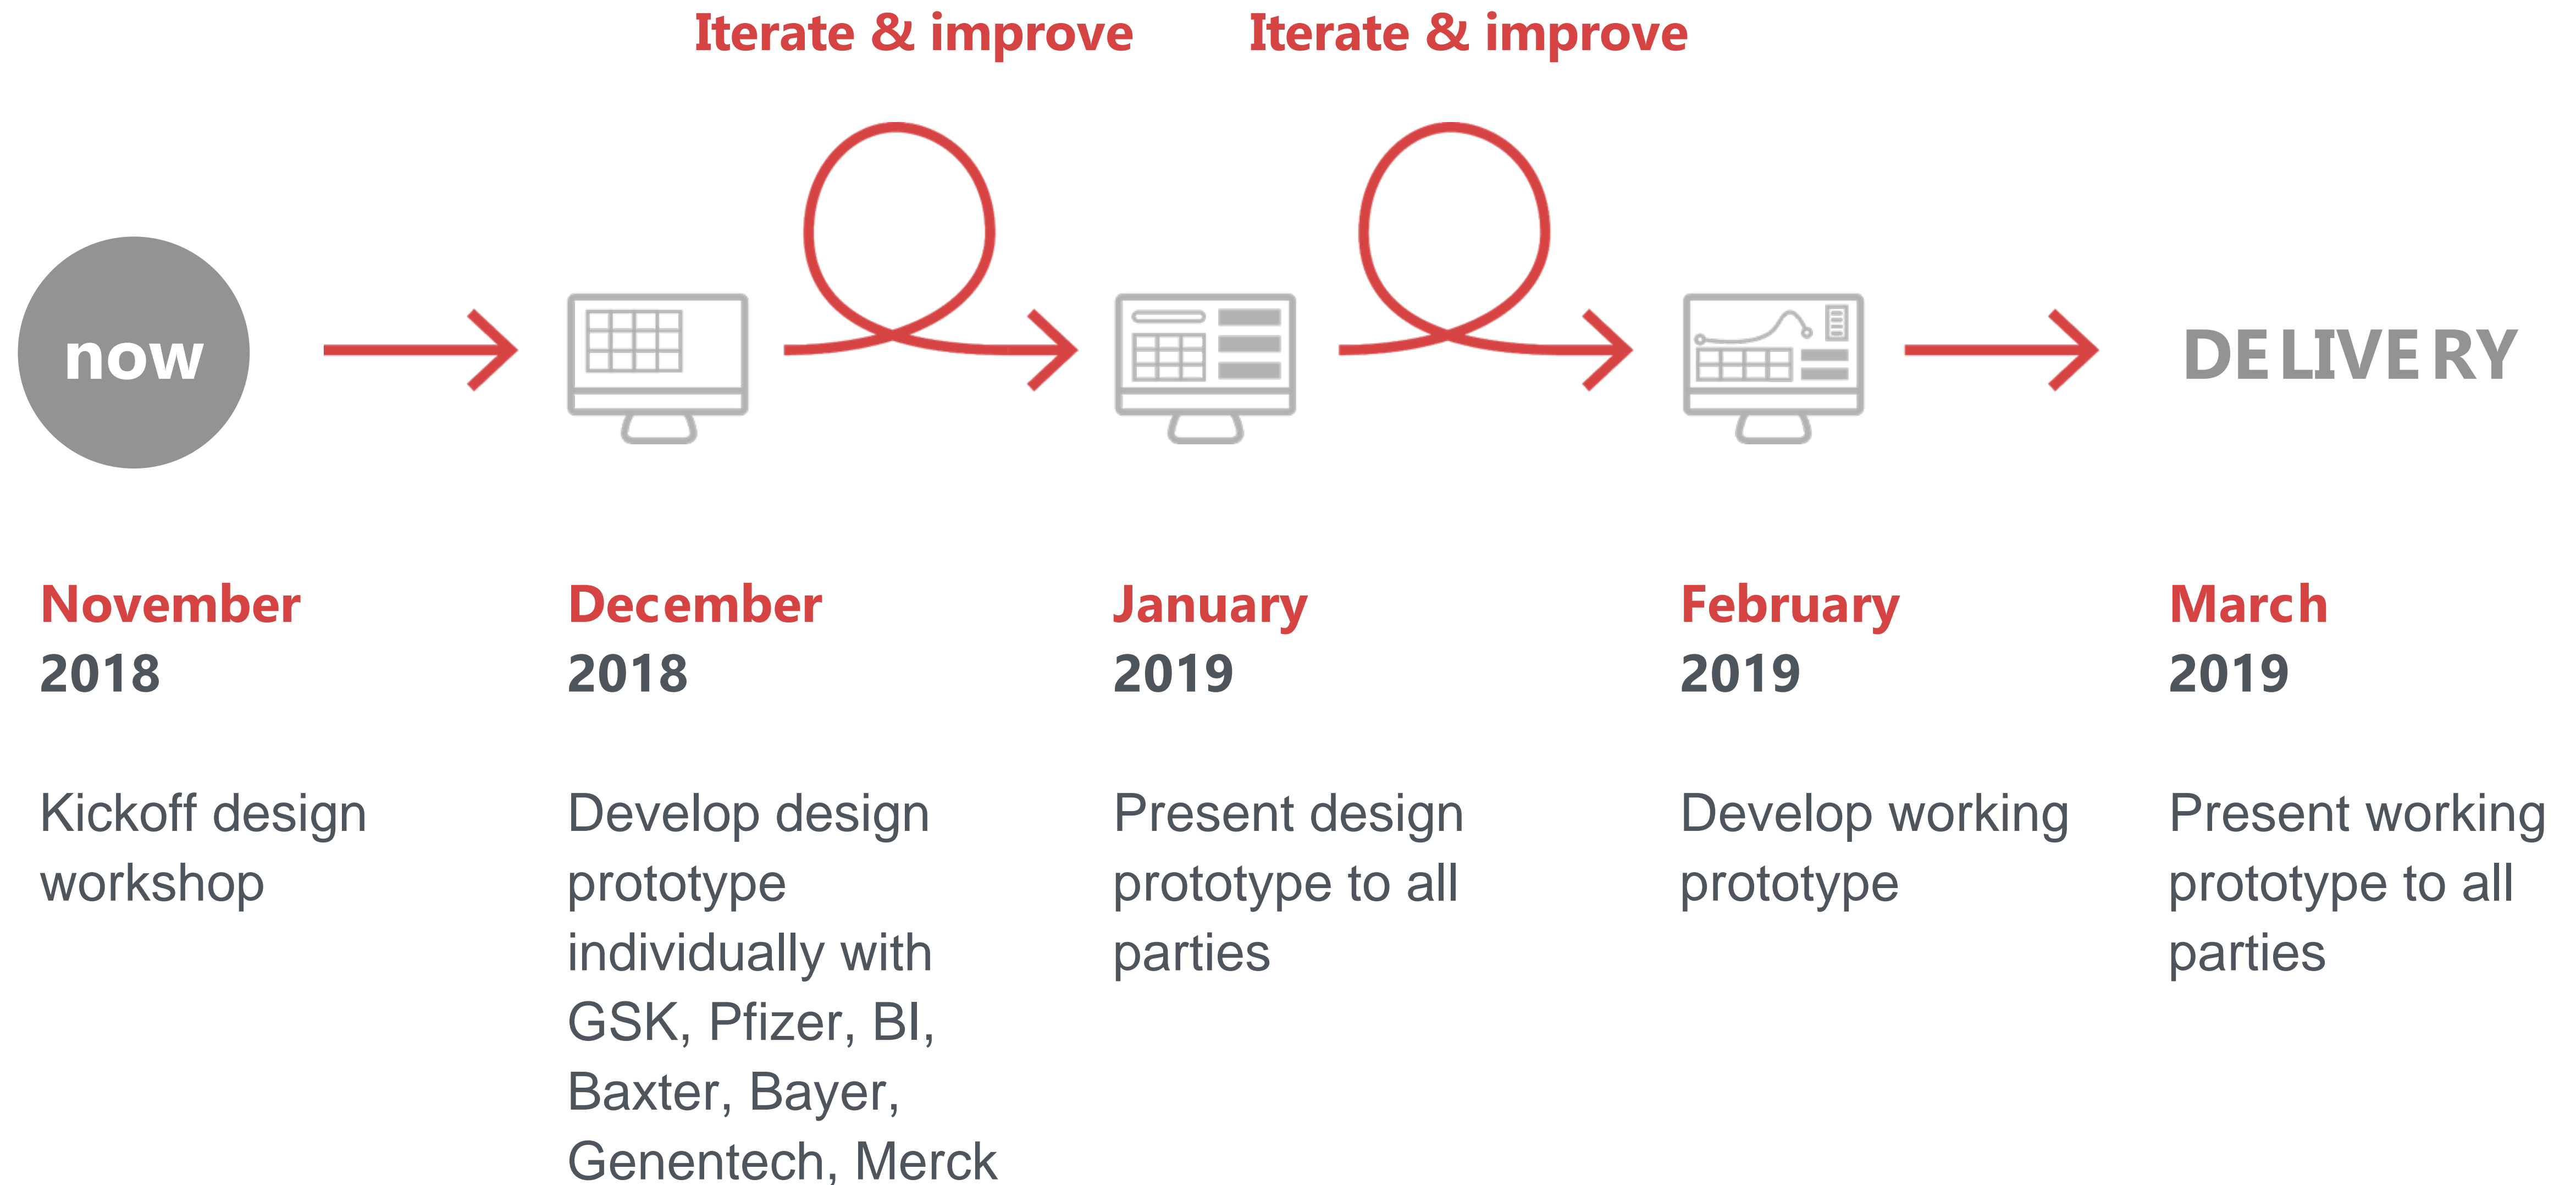 Iterate & improve
Iterate & improve
now
DELIVERY
November
2018
Kickoff design
workshop
December
2018
Develop design
prototype
individually with
GSK, Pfizer, BI,
Baxter, Bayer,
Genentech, Merck
January
2019
Present design
prototype to all
parties
February
2019
Develop working
prototype
March
2019
Present working
prototype to all
parties